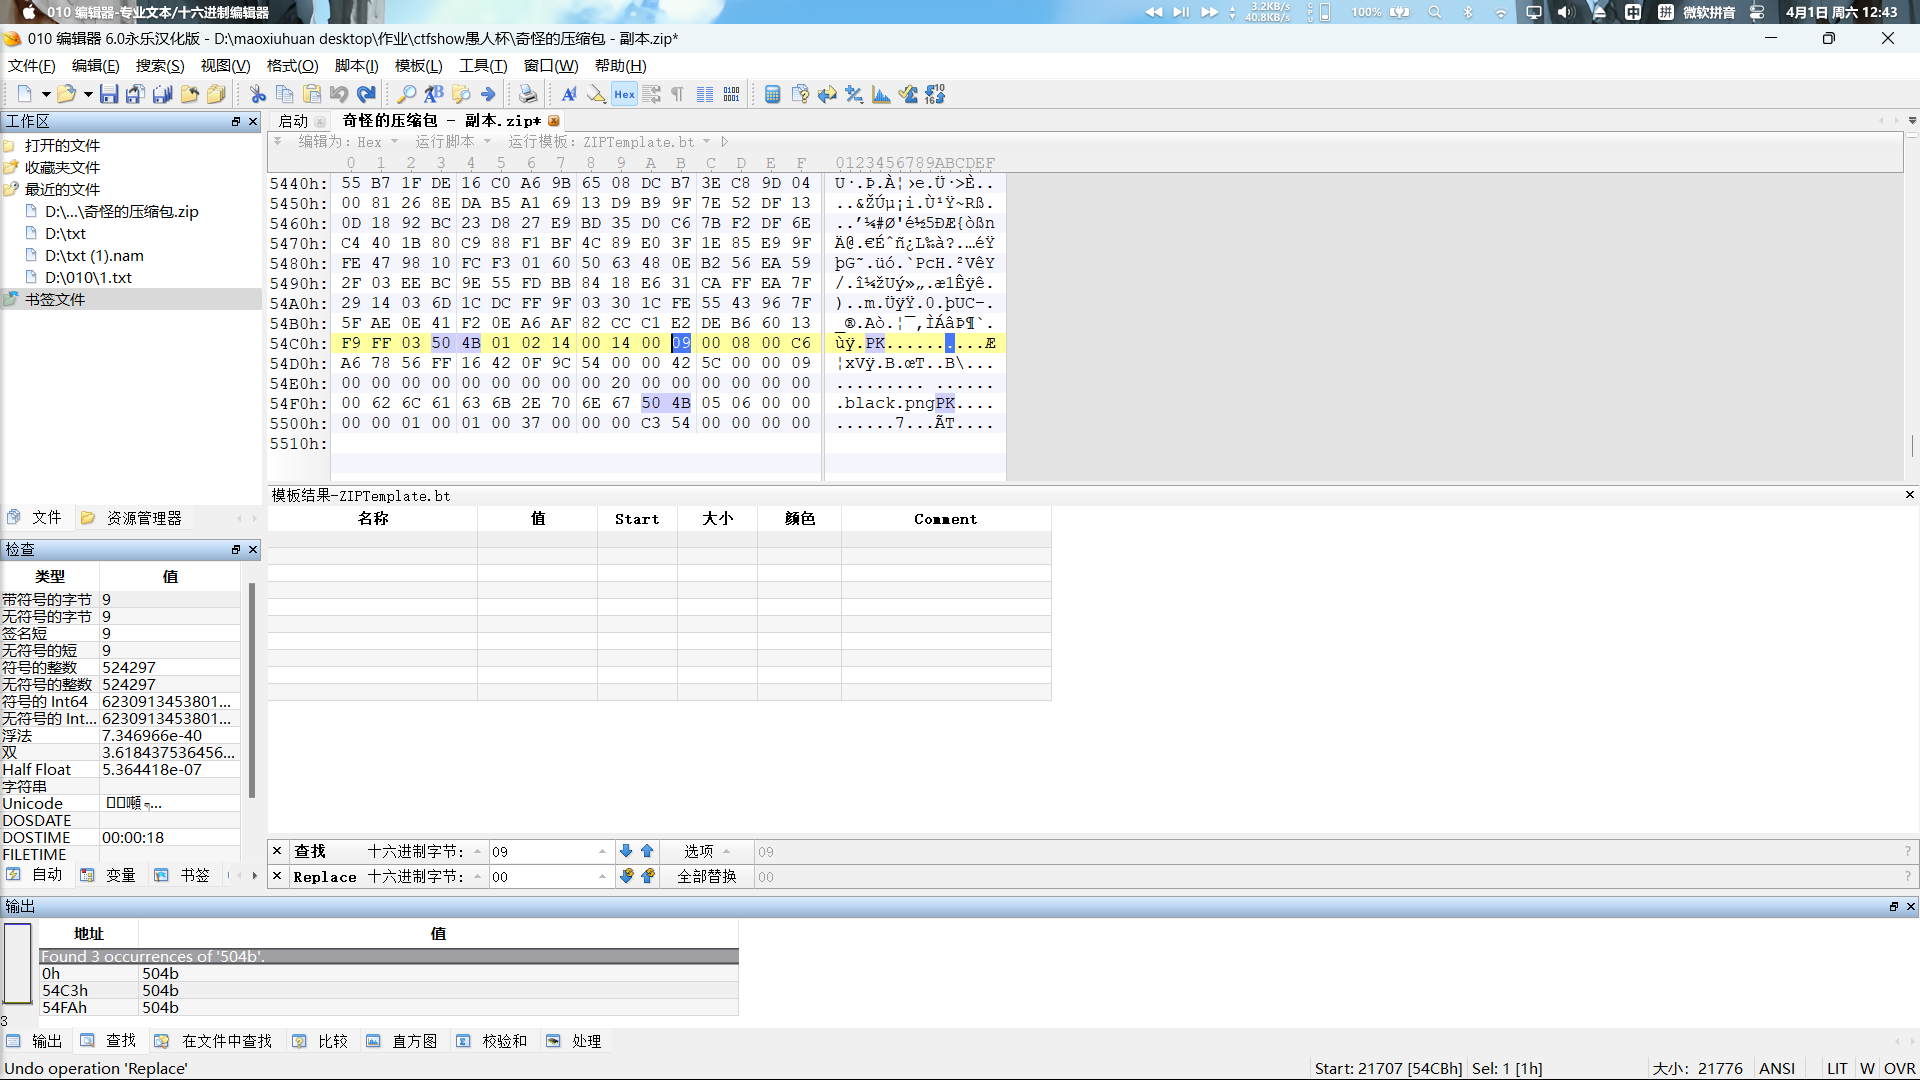 010 编辑器-专业文本/十六进制编辑器
3.2KB/s
40.8KB/s
100%
微软拼音
4月1日 周六 12:43
010 编辑器 6.0永乐汉化版 - D:\maoxiuhuan desktop\作业\ctfshow愚人杯\奇怪的压缩包 - 副本.zip*
文件(F) 编辑(E) 搜索(S) 视图(V) 格式(O) 脚本(I) 模板(L) 工具(T) 窗口(W) 帮助(H)
工作区
打开的文件
收藏夹文件
最近的文件
D:\...\奇怪的压缩包.zip
D:\txt
D:\txt (1).nam
D:\010\1.txt
书签文件
文件 资源管理器
启动 奇怪的压缩包 - 副本.zip*
编辑为: Hex 运行脚本 运行模板: ZIPTemplate.bt
0 1 2 3 4 5 6 7 8 9 A B C D E F 0123456789ABCDEF
5440h: 55 B7 1F DE 16 C0 A6 9B 65 08 DC B7 3E C8 9D 04 U·.Þ.À¦›e.Ü·>È..
5450h: 00 81 26 8E DA B5 A1 69 13 D9 B9 9F 7E 52 DF 13 ..&ŽÚµ¡i.Ù¹Ÿ~Rß.
5460h: 0D 18 92 BC 23 D8 27 E9 BD 35 D0 C6 7B F2 DF 6E ..’¼#Ø'é½5ÐÆ{òßn
5470h: C4 40 1B 80 C9 88 F1 BF 4C 89 E0 3F 1E 85 E9 9F Ä@.€Éˆñ¿L‰à?.…éŸ
5480h: FE 47 98 10 FC F3 01 60 50 63 48 0E B2 56 EA 59 þG˜.üó.`PcH.²VêY
5490h: 2F 03 EE BC 9E 55 FD BB 84 18 E6 31 CA FF EA 7F /.î¼žUý»„.æ1Êÿê.
54A0h: 29 14 03 6D 1C DC FF 9F 03 30 1C FE 55 43 96 7F )..m.ÜÿŸ.0.þUC–.
54B0h: 5F AE 0E 41 F2 0E A6 AF 82 CC C1 E2 DE B6 60 13 _®.Aò.¦¯‚ÌÁâÞ¶`.
54C0h: F9 FF 03 50 4B 01 02 14 00 14 00 09 00 08 00 C6 ùÿ.PK..........Æ
54D0h: A6 78 56 FF 16 42 0F 9C 54 00 00 42 5C 00 00 09 ¦xVÿ.B.œT..B\...
54E0h: 00 00 00 00 00 00 00 00 00 20 00 00 00 00 00 00 ......... ......
54F0h: 00 62 6C 61 63 6B 2E 70 6E 67 50 4B 05 06 00 00 .black.pngPK....
5500h: 00 00 01 00 01 00 37 00 00 00 C3 54 00 00 00 00 ......7...ÃT....
5510h:
模板结果-ZIPTemplate.bt
名称 值 Start 大小 颜色 Comment
检查
类型 值
带符号的字节 9
无符号的字节 9
签名短 9
无符号的短 9
符号的整数 524297
无符号的整数 524297
符号的 Int64 6230913453801...
无符号的 Int... 6230913453801...
浮法 7.346966e-40
双 3.618437536456...
Half Float 5.364418e-07
字符串
Unicode
DOSDATE
DOSTIME 00:00:18
FILETIME
自动 变量 书签
查找 十六进制字节: 09 选项 09
Replace 十六进制字节: 00 全部替换 00
输出
地址 值
Found 3 occurrences of '504b'.
0h 504b
54C3h 504b
54FAh 504b
3
输出 查找 在文件中查找 比较 直方图 校验和 处理
Undo operation 'Replace'
Start: 21707 [54CBh] Sel: 1 [1h] 大小: 21776 ANSI LIT W OVR